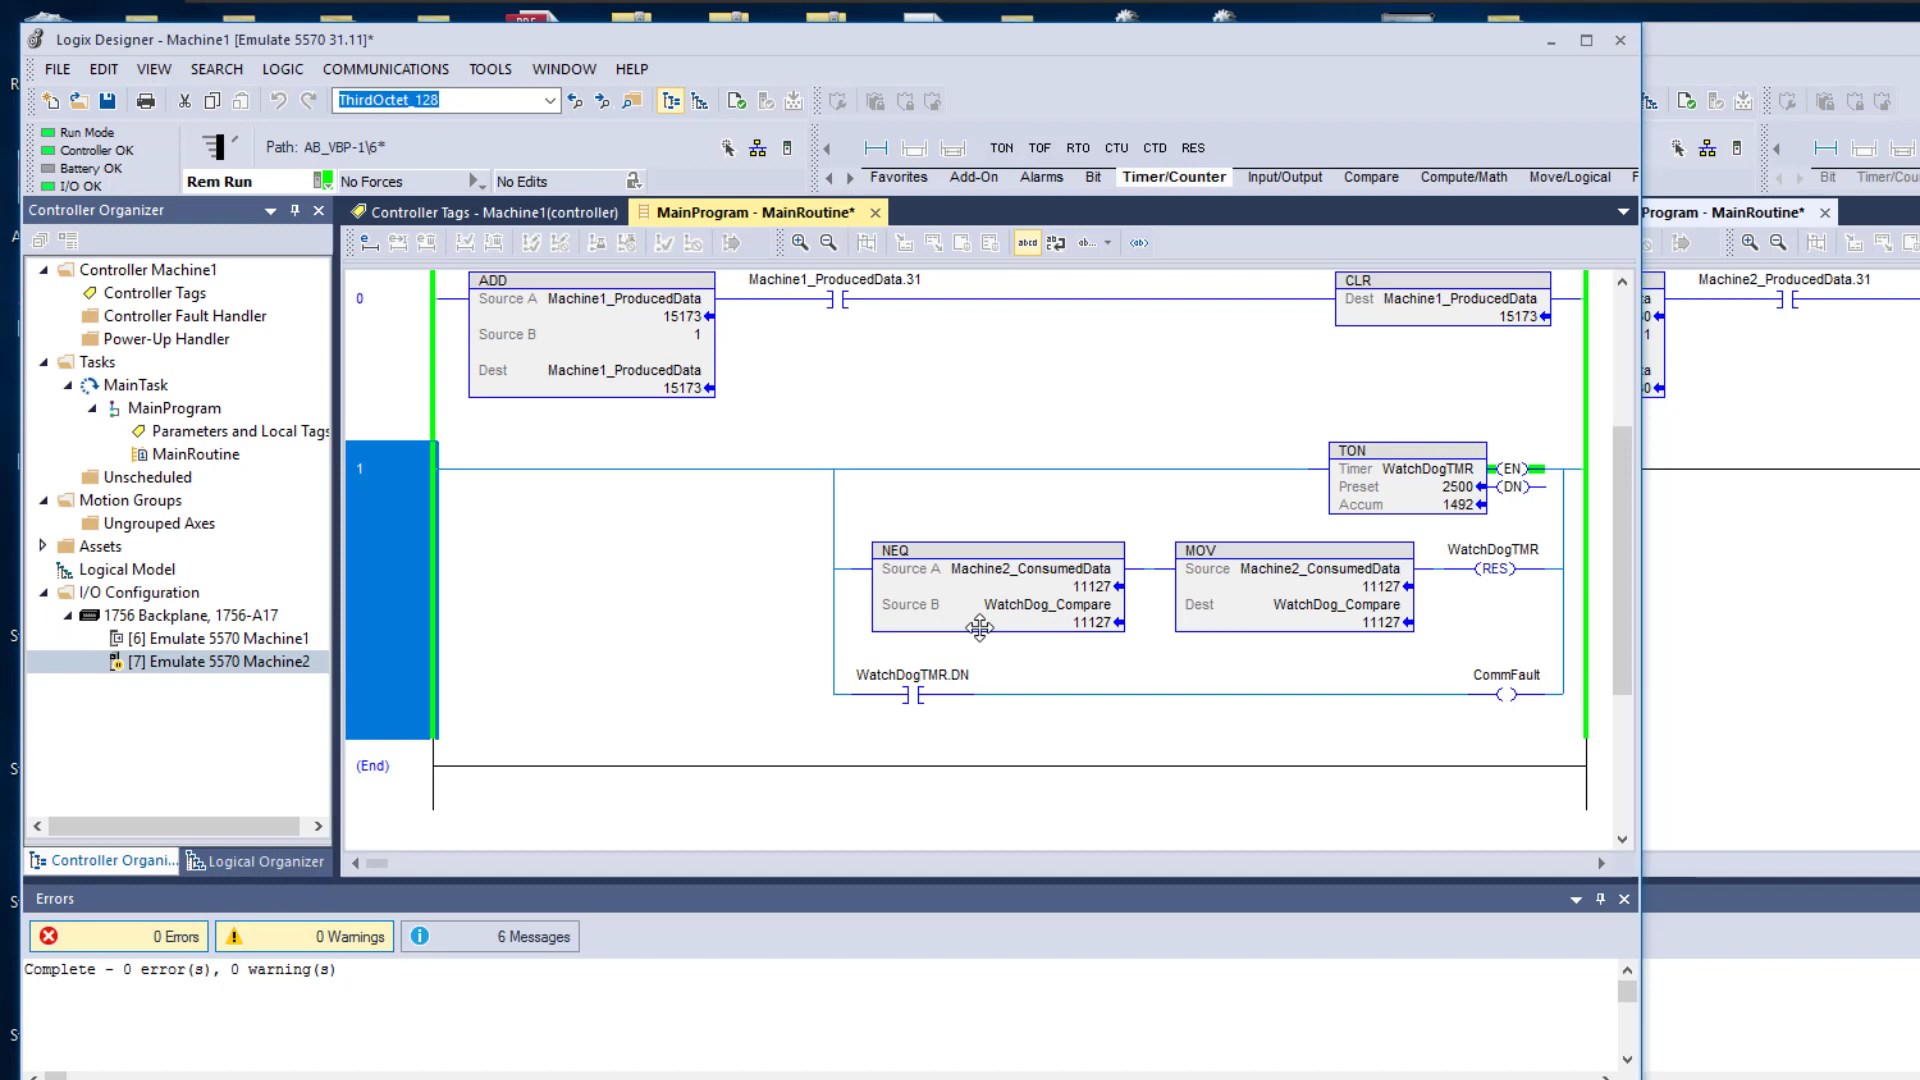 Logix Designer - Machine1 [Emulate 5570 31.11]*
FILE EDIT VIEW SEARCH LOGIC COMMUNICATIONS TOOLS WINDOW HELP
ThirdOctet_128
Run Mode
Controller OK
Battery OK
I/O OK
Path: AB_VBP-1\6*
Rem Run
No Forces
No Edits
TON TOF RTO CTU CTD RES
Favorites Add-On Alarms Bit Timer/Counter Input/Output Compare Compute/Math Move/Logical
Bit Timer/Cou
Controller Organizer
Controller Tags - Machine1(controller)
MainProgram - MainRoutine*
Program - MainRoutine*
abcd
ab...
Controller Machine1
Controller Tags
Controller Fault Handler
Power-Up Handler
Tasks
MainTask
MainProgram
Parameters and Local Tags
MainRoutine
Unscheduled
Motion Groups
Ungrouped Axes
Assets
Logical Model
I/O Configuration
1756 Backplane, 1756-A17
[6] Emulate 5570 Machine1
[7] Emulate 5570 Machine2
Controller Organi...
Logical Organizer
0
ADD
Source A Machine1_ProducedData
15173
Source B 1
Dest Machine1_ProducedData
15173
Machine1_ProducedData.31
CLR
Dest Machine1_ProducedData
15173
Machine2_ProducedData.31
1
TON
Timer WatchDogTMR
Preset 2500
Accum 1492
EN
DN
NEQ
Source A Machine2_ConsumedData
11127
Source B WatchDog_Compare
11127
MOV
Source Machine2_ConsumedData
11127
Dest WatchDog_Compare
11127
WatchDogTMR
RES
WatchDogTMR.DN
CommFault
(End)
Errors
0 Errors
0 Warnings
6 Messages
Complete - 0 error(s), 0 warning(s)